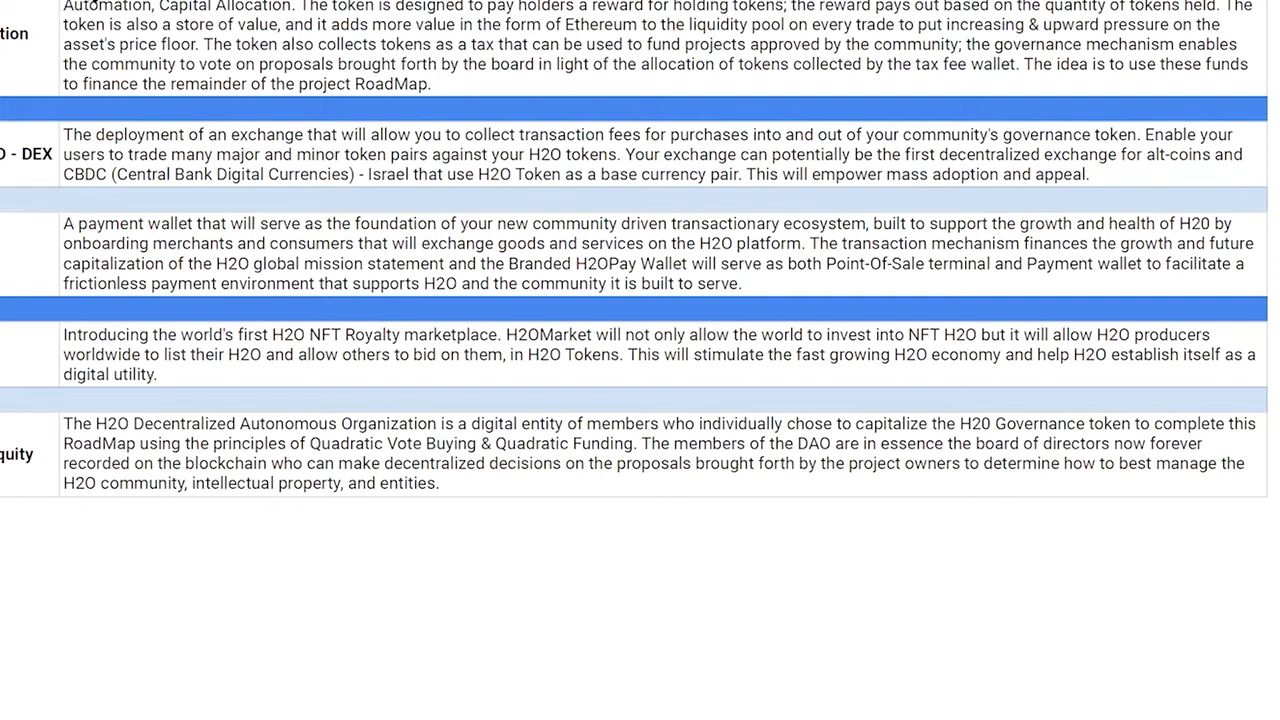 Automation, Capital Allocation. The token is designed to pay holders a reward for holding tokens; the reward pays out based on the quantity of tokens held. The
token is also a store of value, and it adds more value in the form of Ethereum to the liquidity pool on every trade to put increasing & upward pressure on the
tion
asset's price floor. The token also collects tokens as a tax that can be used to fund projects approved by the community; the governance mechanism enables
the community to vote on proposals brought forth by the board in light of the allocation of tokens collected by the tax fee wallet. The idea is to use these funds
to finance the remainder of the project RoadMap.
The deployment of an exchange that will allow you to collect transaction fees for purchases into and out of your community's governance token. Enable your
O - DEX
users to trade many major and minor token pairs against your H2O tokens. Your exchange can potentially be the first decentralized exchange for alt-coins and
CBDC (Central Bank Digital Currencies) - Israel that use H2O Token as a base currency pair. This will empower mass adoption and appeal.
A payment wallet that will serve as the foundation of your new community driven transactionary ecosystem, built to support the growth and health of H20 by
onboarding merchants and consumers that will exchange goods and services on the H2O platform. The transaction mechanism finances the growth and future
capitalization of the H2O global mission statement and the Branded H2OPay Wallet will serve as both Point-Of-Sale terminal and Payment wallet to facilitate a
frictionless payment environment that supports H2O and the community it is built to serve.
Introducing the world's first H2O NFT Royalty marketplace. H2OMarket will not only allow the world to invest into NFT H2O but it will allow H2O producers
worldwide to list their H2O and allow others to bid on them, in H2O Tokens. This will stimulate the fast growing H2O economy and help H2O establish itself as a
digital utility.
The H2O Decentralized Autonomous Organization is a digital entity of members who individually chose to capitalize the H20 Governance token to complete this
RoadMap using the principles of Quadratic Vote Buying & Quadratic Funding. The members of the DAO are in essence the board of directors now forever
quity
recorded on the blockchain who can make decentralized decisions on the proposals brought forth by the project owners to determine how to best manage the
H2O community, intellectual property, and entities.